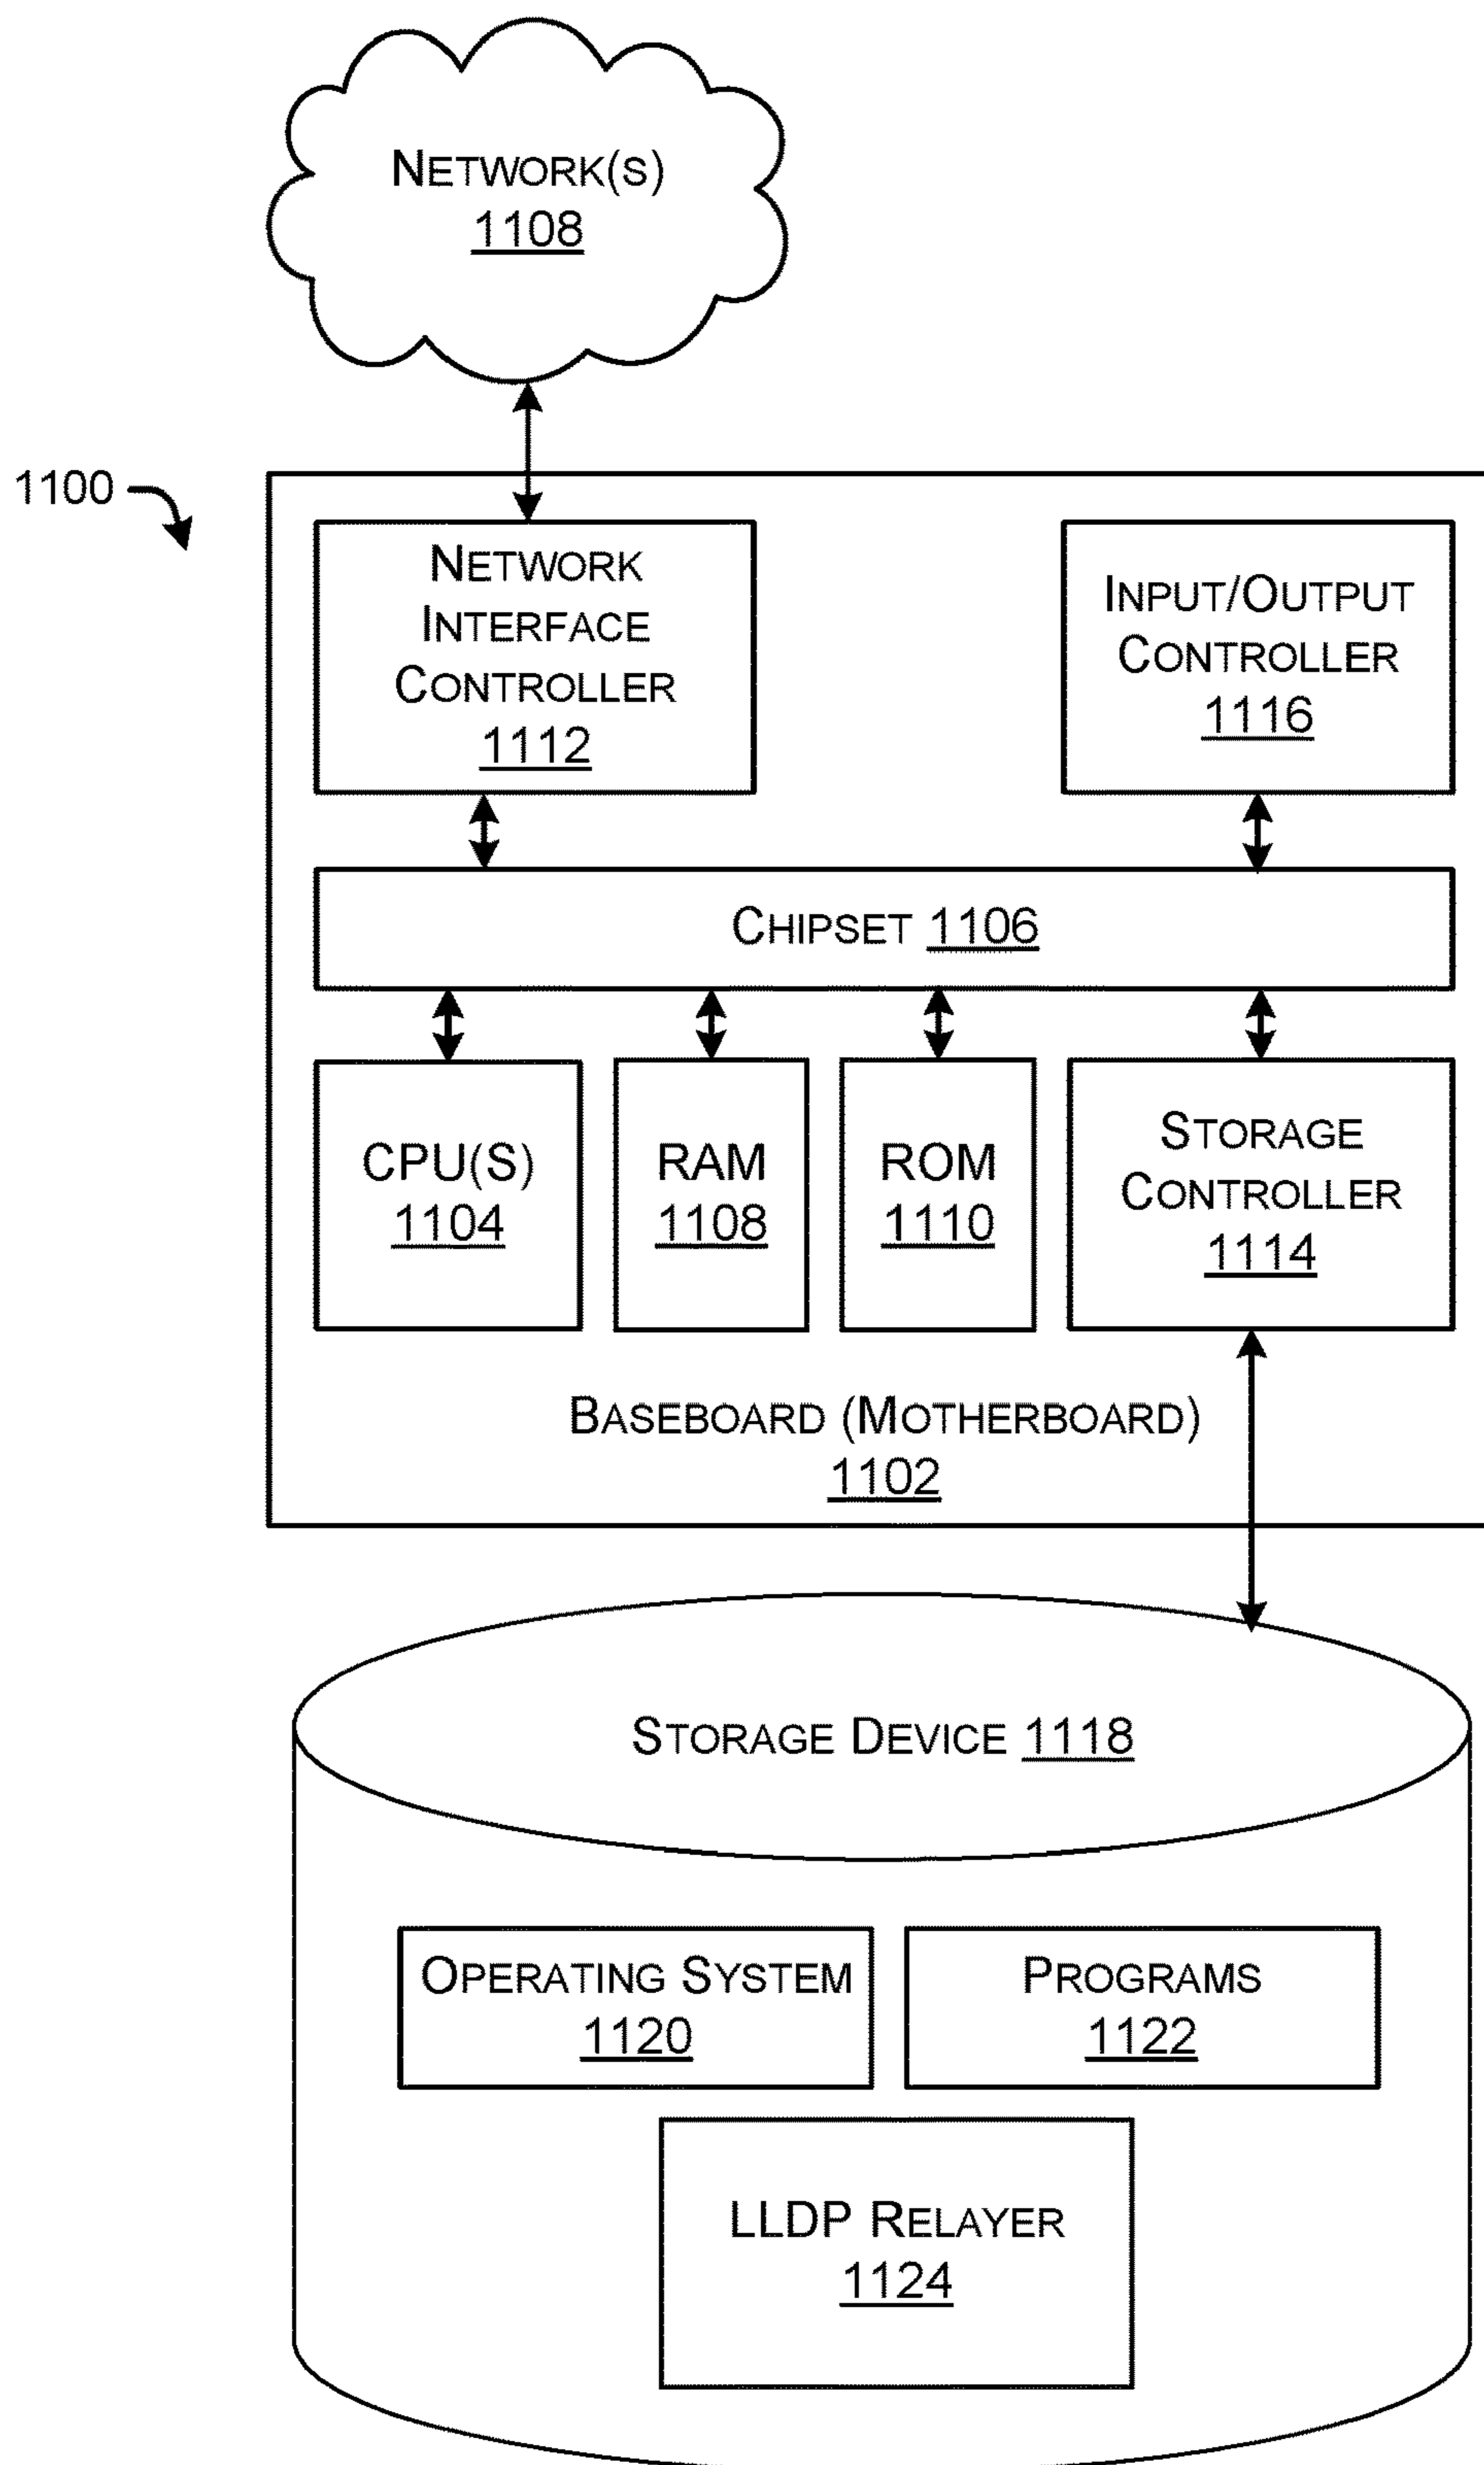 NETWORK(S)
1108
1100
NETWORK
INTERFACE
CONTROLLER
1112
INPUT/OUTPUT
CONTROLLER
1116
CHIPSET 1106
CPU(S)
1104
RAM
1108
ROM
1110
STORAGE
CONTROLLER
1114
BASEBOARD (MOTHERBOARD)
1102
STORAGE DEVICE 1118
OPERATING SYSTEM
1120
PROGRAMS
1122
LLDP RELAYER
1124